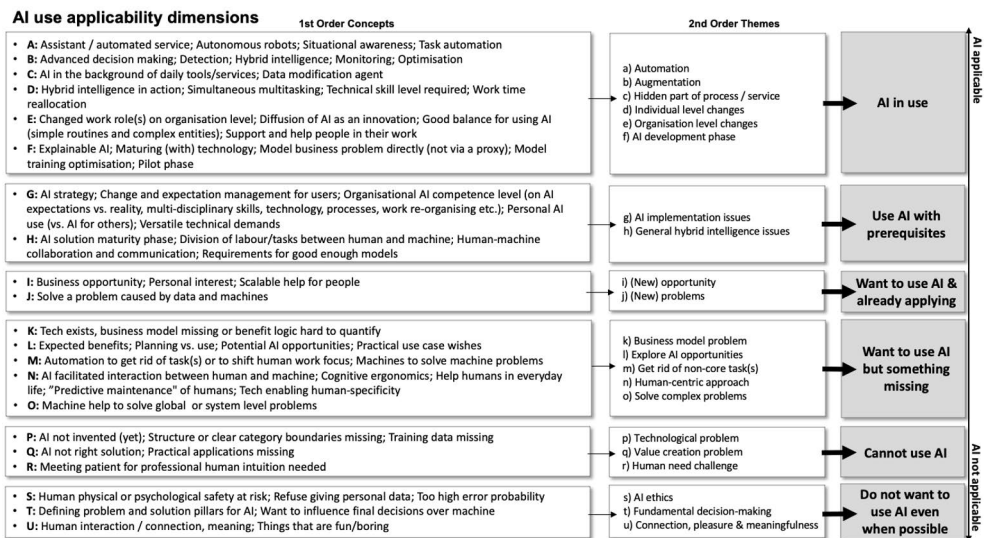 AI use applicability dimensions
1st Order Concepts
2nd Order Themes
• A: Assistant / automated service; Autonomous robots; Situational awareness; Task automation
• B: Advanced decision making; Detection; Hybrid intelligence; Monitoring; Optimisation
• C: AI in the background of daily tools/services; Data modification agent
• D: Hybrid intelligence in action; Simultaneous multitasking; Technical skill level required; Work time
reallocation
• E: Changed work role(s) on organisation level; Diffusion of AI as an innovation; Good balance for using AI
(simple routines and complex entities); Support and help people in their work
• F: Explainable AI; Maturing (with) technology; Model business problem directly (not via a proxy); Model
training optimisation; Pilot phase
a) Automation
b) Augmentation
c) Hidden part of process / service
d) Individual level changes
e) Organisation level changes
f) AI development phase
AI in use
AI applicable
• G: AI strategy; Change and expectation management for users; Organisational AI competence level (on AI
expectations vs. reality, multi-disciplinary skills, technology, processes, work re-organising etc.); Personal AI
use (vs. AI for others); Versatile technical demands
• H: AI solution maturity phase; Division of labour/tasks between human and machine; Human-machine
collaboration and communication; Requirements for good enough models
g) AI implementation issues
h) General hybrid intelligence issues
Use AI with
prerequisites
• I: Business opportunity; Personal interest; Scalable help for people
• J: Solve a problem caused by data and machines
i) (New) opportunity
j) (New) problems
Want to use AI &
already applying
• K: Tech exists, business model missing or benefit logic hard to quantify
• L: Expected benefits; Planning vs. use; Potential AI opportunities; Practical use case wishes
• M: Automation to get rid of task(s) or to shift human work focus; Machines to solve machine problems
• N: AI facilitated interaction between human and machine; Cognitive ergonomics; Help humans in everyday
life; "Predictive maintenance" of humans; Tech enabling human-specificity
• O: Machine help to solve global or system level problems
k) Business model problem
l) Explore AI opportunities
m) Get rid of non-core task(s)
n) Human-centric approach
o) Solve complex problems
Want to use AI
but something
missing
• P: AI not invented (yet); Structure or clear category boundaries missing; Training data missing
• Q: AI not right solution; Practical applications missing
• R: Meeting patient for professional human intuition needed
p) Technological problem
q) Value creation problem
r) Human need challenge
Cannot use AI
• S: Human physical or psychological safety at risk; Refuse giving personal data; Too high error probability
• T: Defining problem and solution pillars for AI; Want to influence final decisions over machine
• U: Human interaction / connection, meaning; Things that are fun/boring
s) AI ethics
t) Fundamental decision-making
u) Connection, pleasure & meaningfulness
Do not want to
use AI even
when possible
AI not applicable